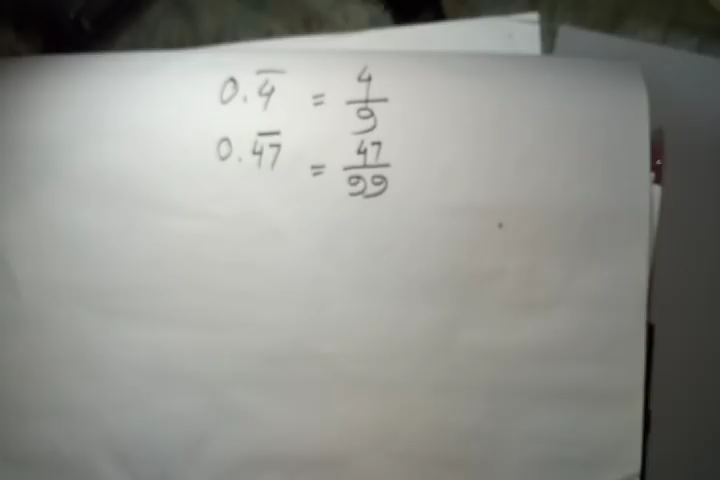 0.4̅ = 4/9
0.4̅7̅ = 47/99